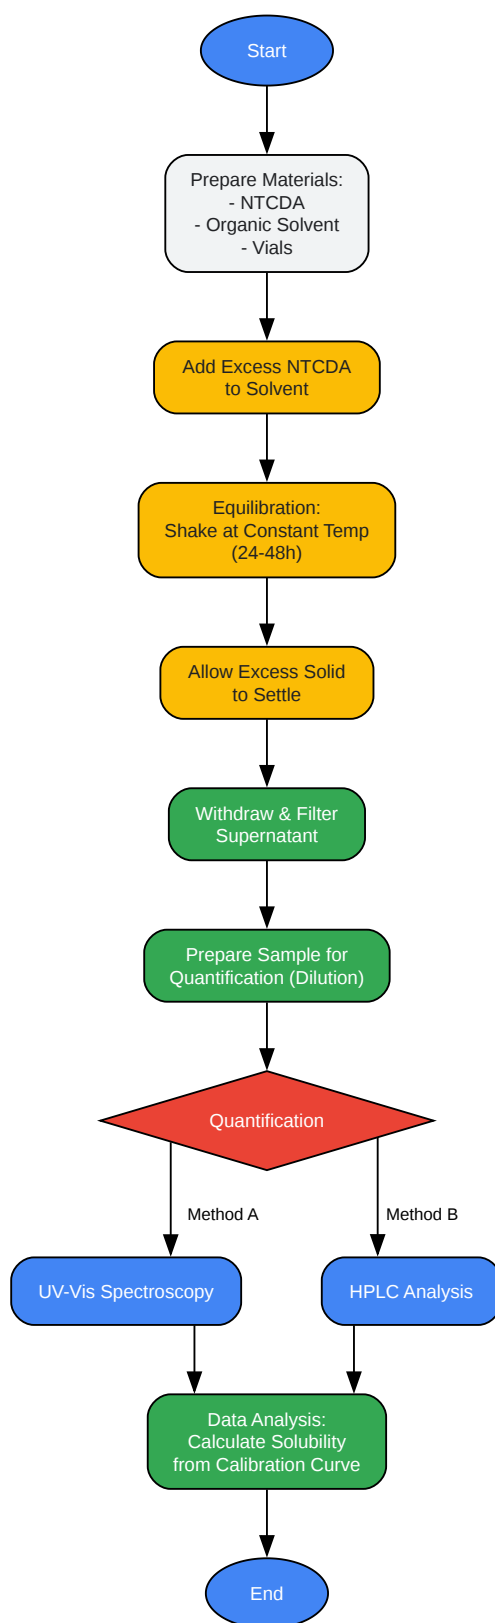 Start
Prepare Materials:
- NTCDA
- Organic Solvent
- Vials
Add Excess NTCDA
to Solvent
Equilibration:
Shake at Constant Temp
(24-48h)
Allow Excess Solid
to Settle
Withdraw & Filter
Supernatant
Prepare Sample for
Quantification (Dilution)
Quantification
Method A
Method B
UV-Vis Spectroscopy
HPLC Analysis
Data Analysis:
Calculate Solubility
from Calibration Curve
End